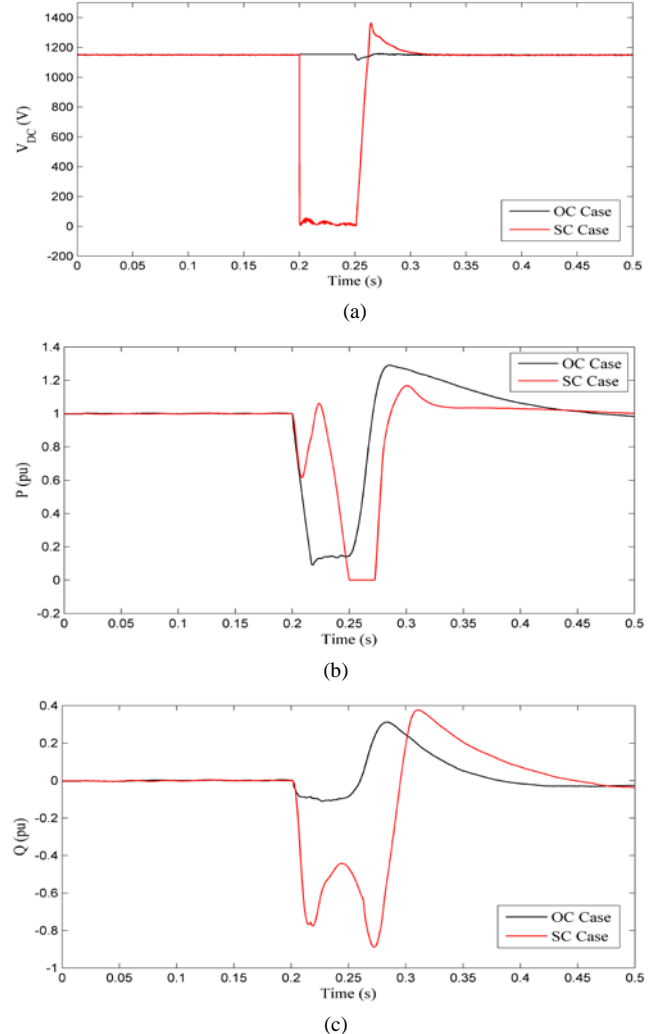 1400
1200
1000
800
600
400
200
0
-200
V_DC (V)
OC Case
SC Case
0 0.05 0.1 0.15 0.2 0.25 0.3 0.35 0.4 0.45 0.5
Time (s)
(a)
1.4
1.2
1
0.8
0.6
0.4
0.2
0
-0.2
P (pu)
OC Case
SC Case
0 0.05 0.1 0.15 0.2 0.25 0.3 0.35 0.4 0.45 0.5
Time (s)
(b)
0.4
0.2
0
-0.2
-0.4
-0.6
-0.8
-1
Q (pu)
OC Case
SC Case
0 0.05 0.1 0.15 0.2 0.25 0.3 0.35 0.4 0.45 0.5
Time (s)
(c)